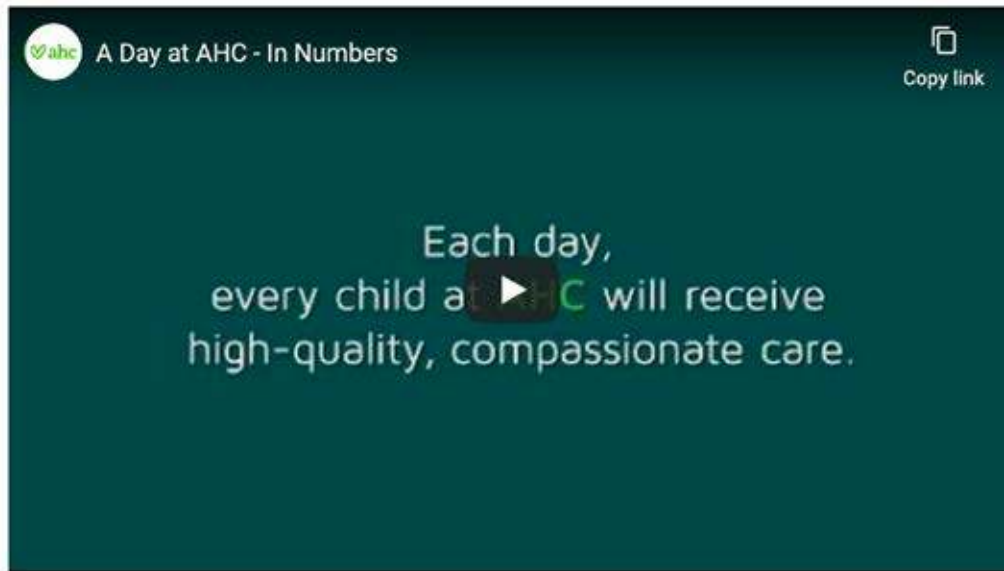 ahc
A Day at AHC - In Numbers
Copy link
Each day,
every child at AHC will receive
high-quality, compassionate care.